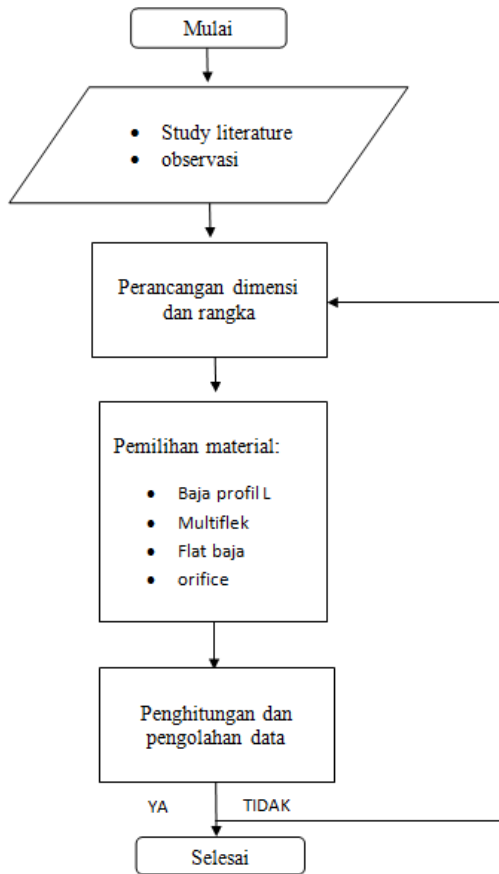 Mulai
• Study literature
• observasi
Perancangan dimensi
dan rangka
Pemilihan material:
• Baja profil L
• Multiflek
• Flat baja
• orifice
Penghitungan dan
pengolahan data
YA TIDAK
Selesai